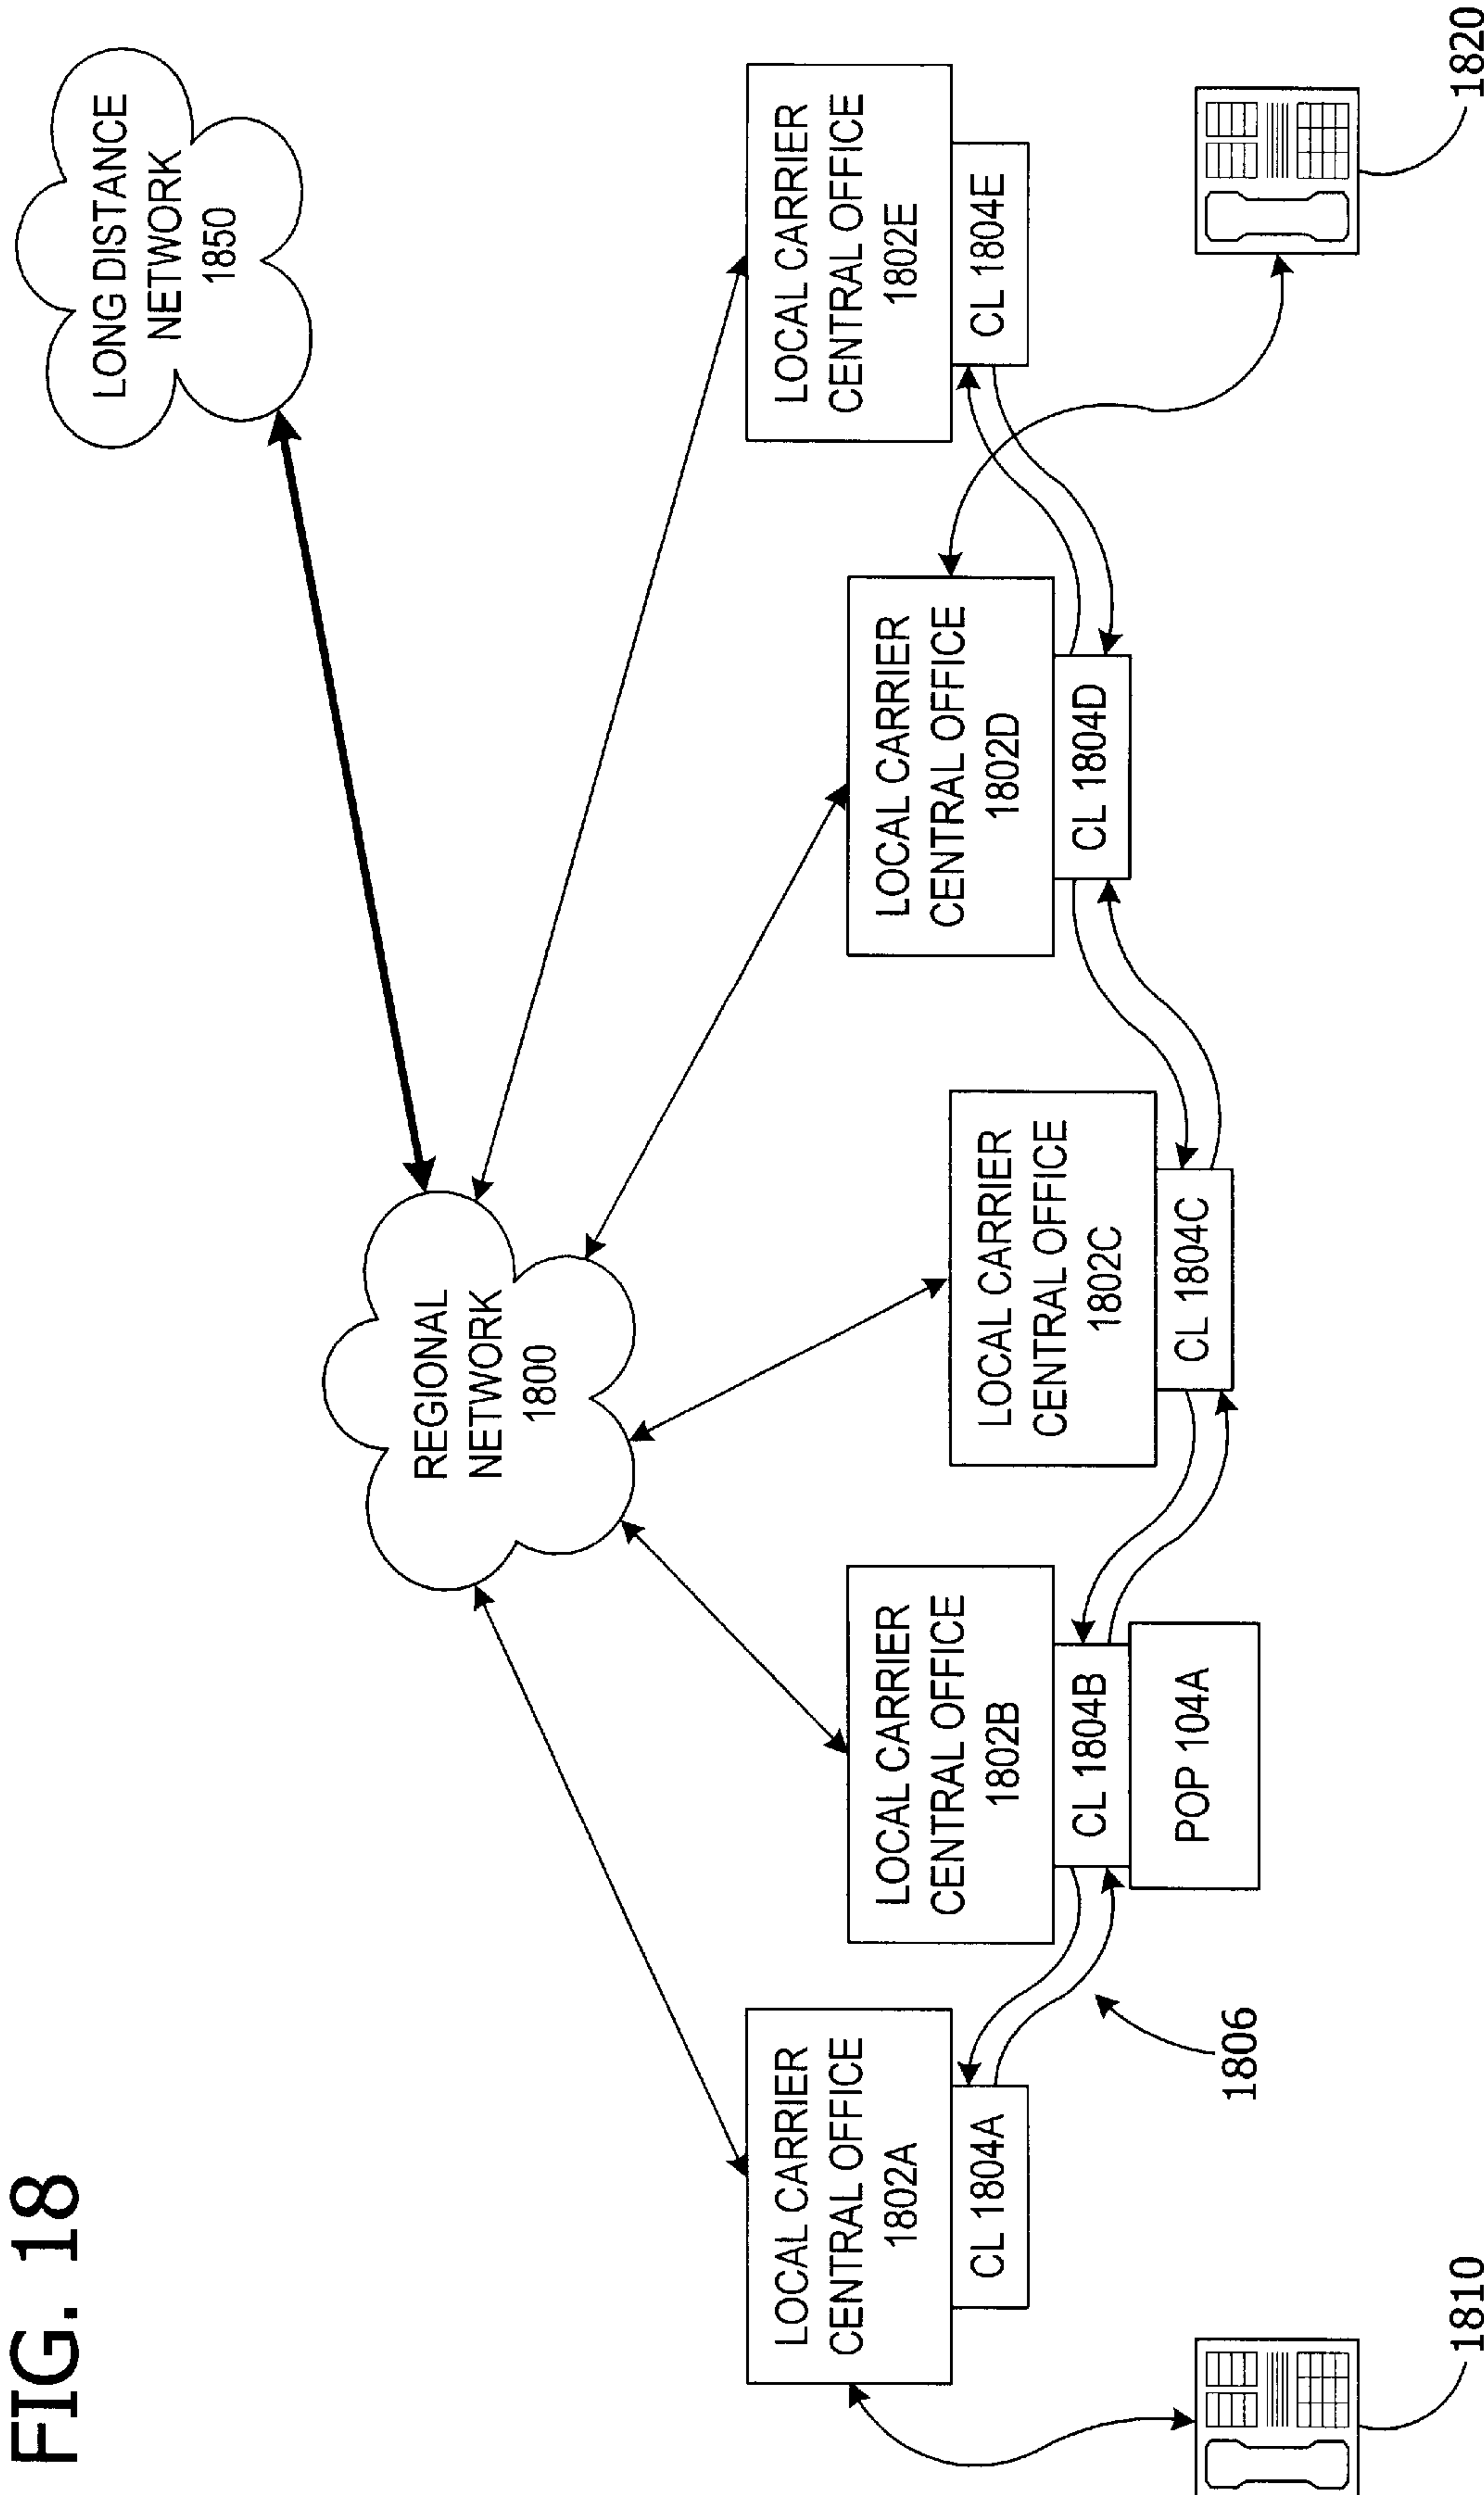 FIG. 18
LONG DISTANCE
NETWORK
1850
REGIONAL
NETWORK
1800
LOCAL CARRIER
CENTRAL OFFICE
1802A
CL 1804A
LOCAL CARRIER
CENTRAL OFFICE
1802B
CL 1804B
POP 104A
LOCAL CARRIER
CENTRAL OFFICE
1802C
CL 1804C
LOCAL CARRIER
CENTRAL OFFICE
1802D
CL 1804D
LOCAL CARRIER
CENTRAL OFFICE
1802E
CL 1804E
1806
1810
1820